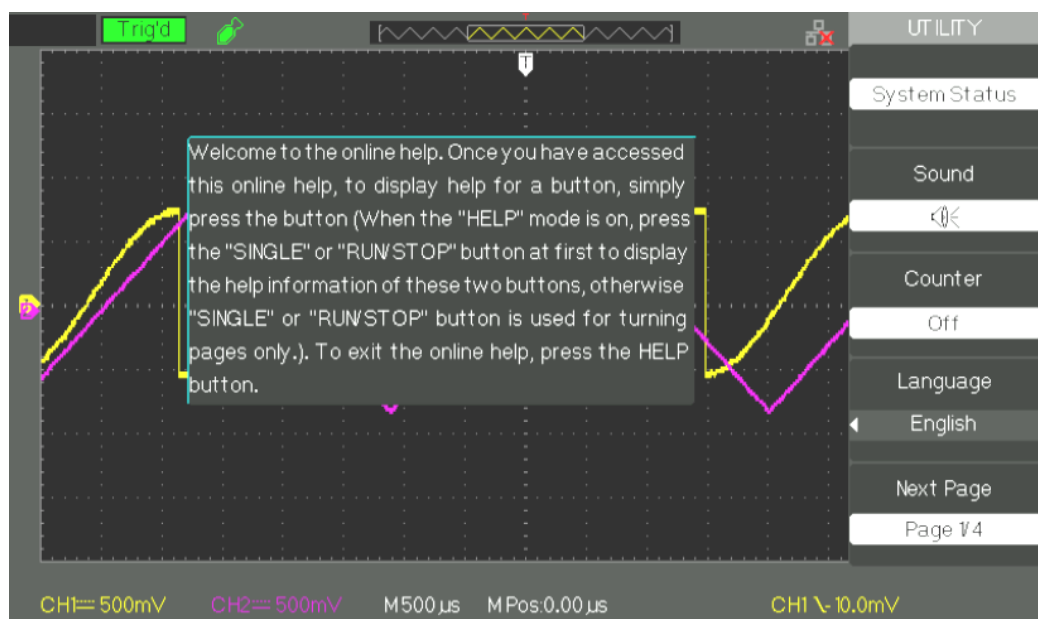 Trig'd
T
UTILITY
System Status
Sound
Counter
Off
Language
English
Next Page
Page 1/4
Welcome to the online help. Once you have accessed
this online help, to display help for a button, simply
press the button (When the "HELP" mode is on, press
the "SINGLE" or "RUN/STOP" button at first to display
the help information of these two buttons, otherwise
"SINGLE" or "RUN/STOP" button is used for turning
pages only.). To exit the online help, press the HELP
button.
CH1 500mV
CH2 500mV
M 500 µs
M Pos:0.00 µs
CH1 -10.0mV